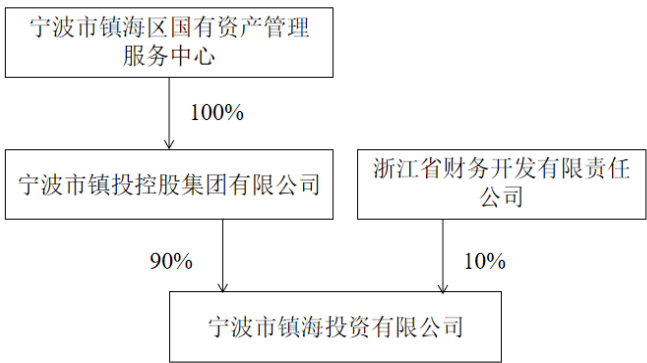 宁波市镇海区国有资产管理
服务中心
100%
宁波市镇投控股集团有限公司
浙江省财务开发有限责任
公司
90%
10%
宁波市镇海投资有限公司